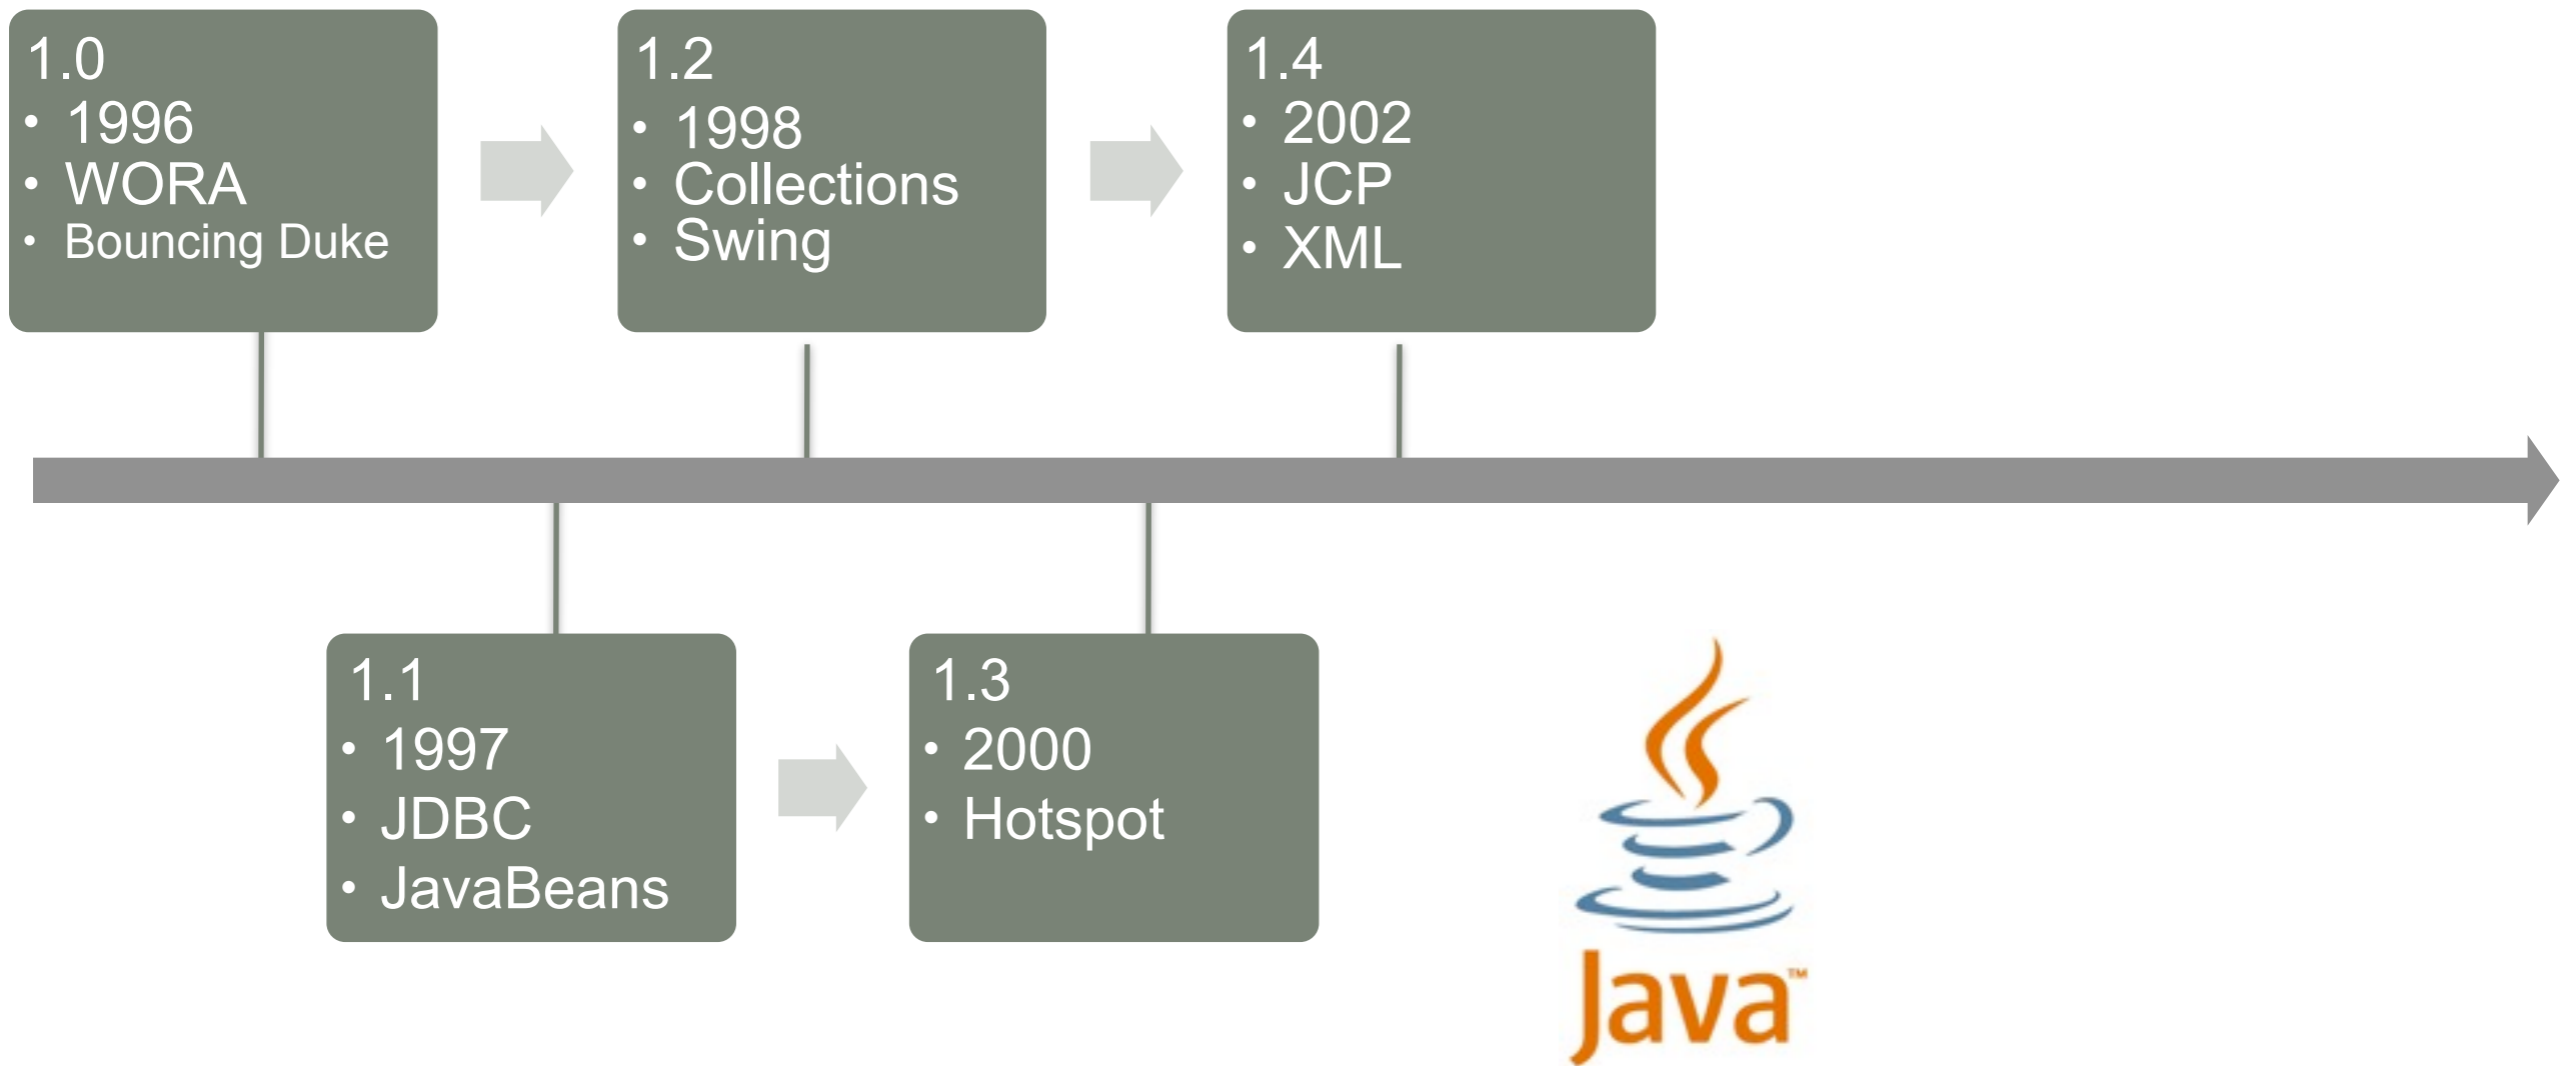 1.0
• 1996
• WORA
• Bouncing Duke
1.2
• 1998
• Collections
• Swing
1.4
• 2002
• JCP
• XML
1.1
• 1997
• JDBC
• JavaBeans
1.3
• 2000
• Hotspot
Java™